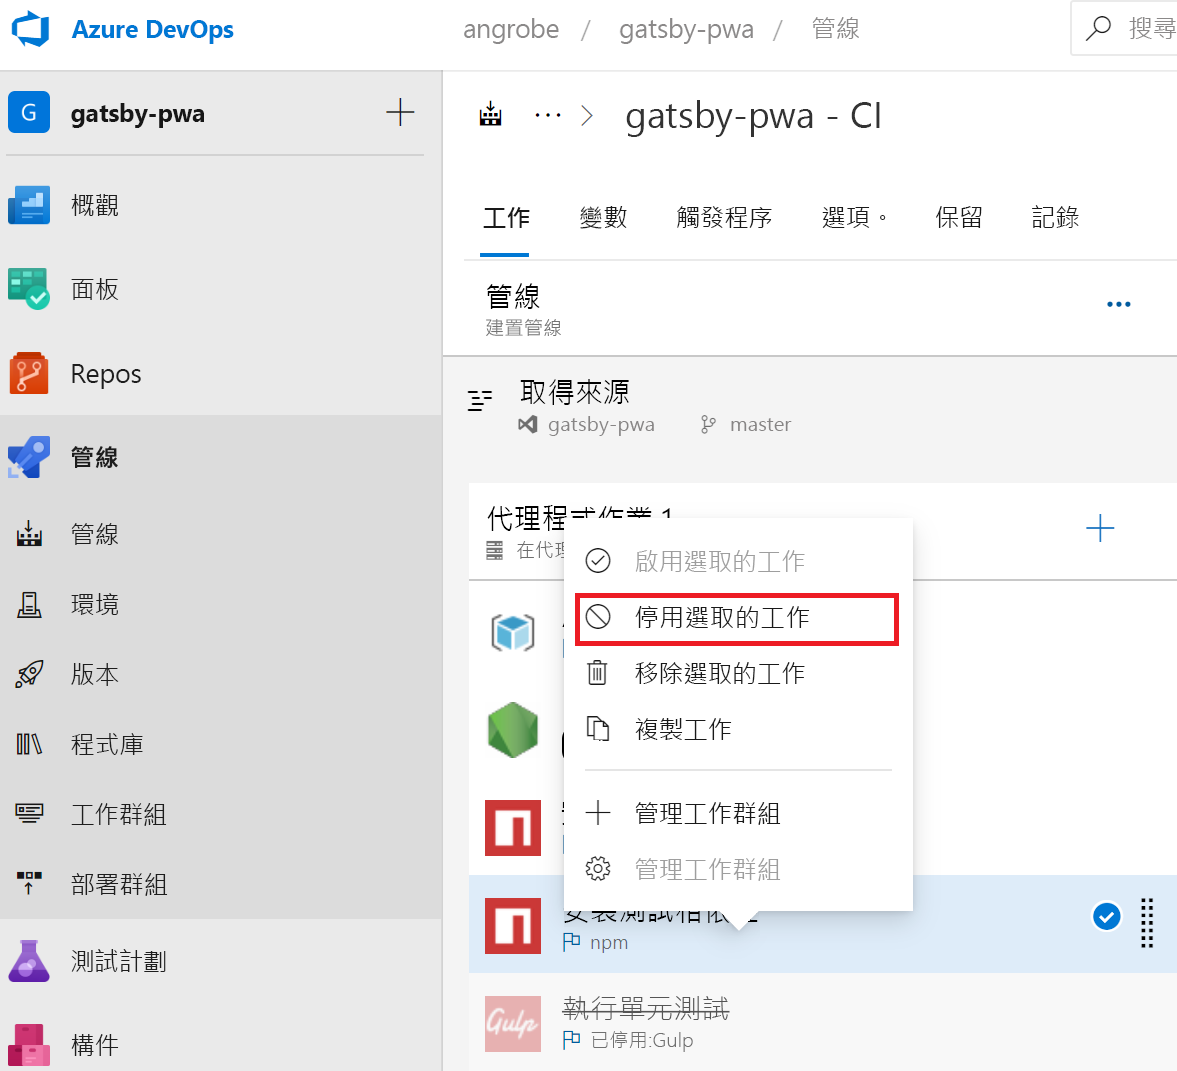 Azure DevOps
angrobe / gatsby-pwa / 管線
搜尋
G gatsby-pwa
gatsby-pwa - CI
概觀
面板
Repos
管線
管線
環境
版本
程式庫
工作群組
部署群組
測試計劃
構件
工作 變數 觸發程序 選項。 保留 記錄
管線
建置管線
取得來源
gatsby-pwa master
代理程式作業 1
在代理
啟用選取的工作
停用選取的工作
移除選取的工作
複製工作
管理工作群組
管理工作群組
安裝測試相依性
npm
Gulp
執行單元測試
已停用:Gulp